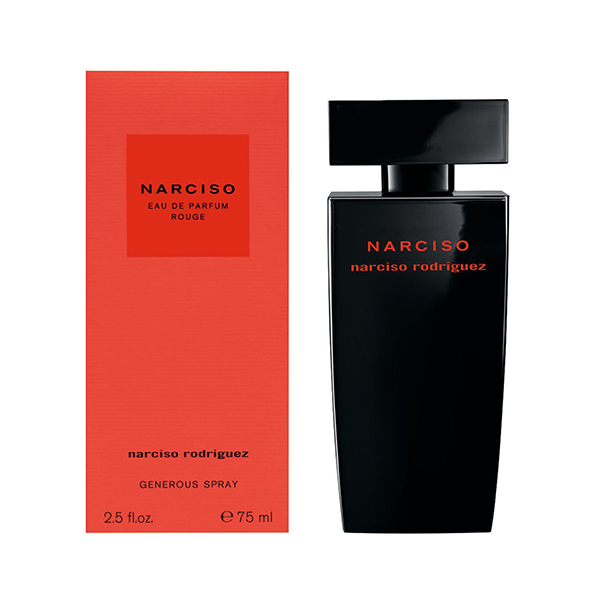 NARCISO
EAU DE PARFUM
ROUGE
narciso rodriguez
GENEROUS SPRAY
2.5 fl.oz. ℮ 75 ml
NARCISO
narciso rodriguez